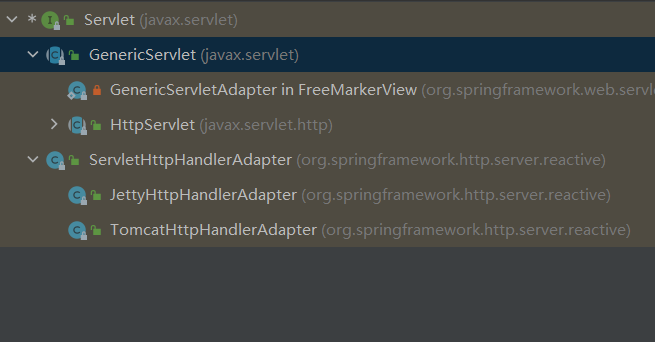 * Servlet (javax.servlet)
GenericServlet (javax.servlet)
GenericServletAdapter in FreeMarkerView (org.springframework.web.servle
HttpServlet (javax.servlet.http)
ServletHttpHandlerAdapter (org.springframework.http.server.reactive)
JettyHttpHandlerAdapter (org.springframework.http.server.reactive)
TomcatHttpHandlerAdapter (org.springframework.http.server.reactive)